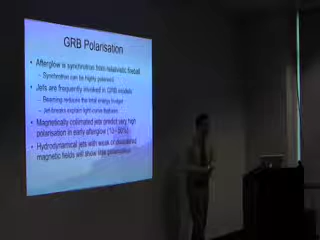 GRB Polarisation
• Afterglow is synchrotron from relativistic fireball
– Synchrotron can be highly polarised
• Jets are frequently invoked in GRB models
– Beaming reduces the total energy budget
– Jet-breaks explain light-curve features
• Magnetically collimated jets predict very high
polarisation in early afterglow (10 - 50%)
• Hydrodynamical jets with weak or disordered
magnetic fields will show low polarisation